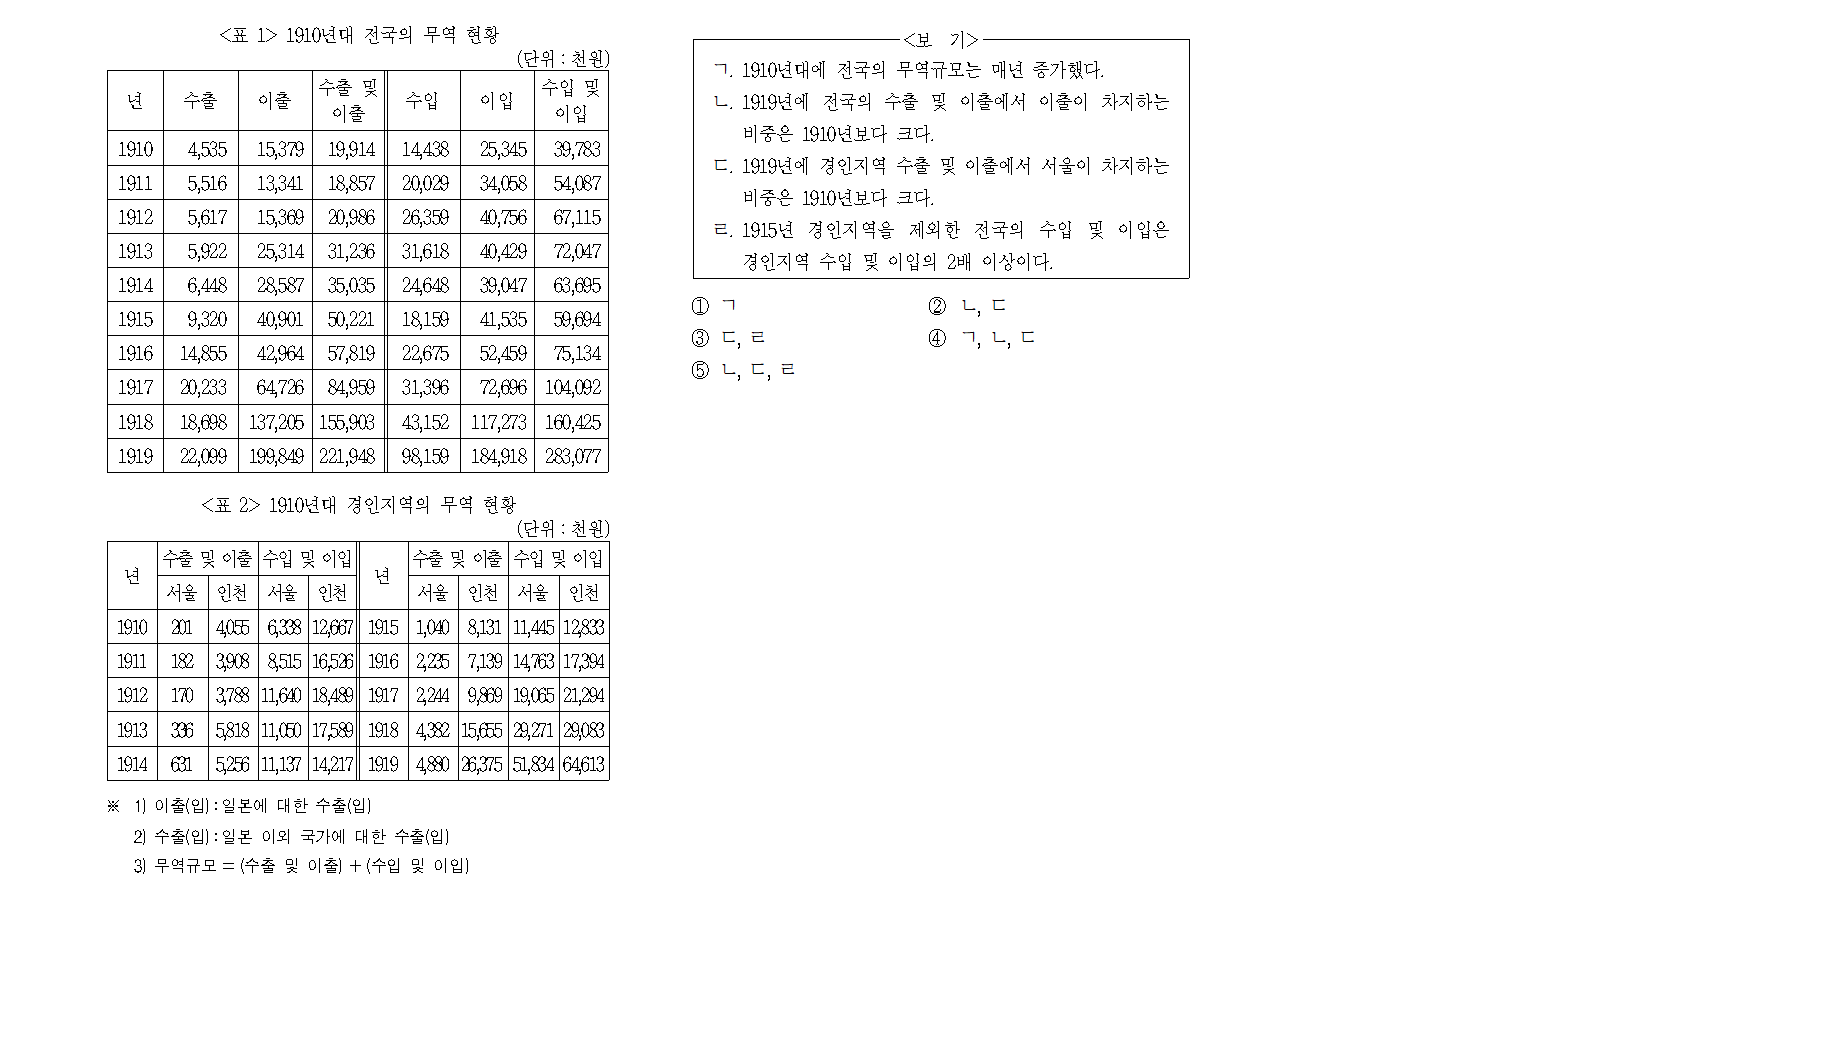 <표 1> 1910년대 전국의 무역 현황
(단위 : 천원)
년 수출 이출 수출 및 이출 수입 이입 수입 및 이입
1910 4,535 15,379 19,914 14,438 25,345 39,783
1911 5,516 13,341 18,857 20,029 34,058 54,087
1912 5,617 15,369 20,986 26,359 40,756 67,115
1913 5,922 25,314 31,236 31,618 40,429 72,047
1914 6,448 28,587 35,035 24,648 39,047 63,695
1915 9,320 40,901 50,221 18,159 41,535 59,694
1916 14,855 42,964 57,819 22,675 52,459 75,134
1917 20,233 64,726 84,959 31,396 72,696 104,092
1918 18,698 137,205 155,903 43,152 117,273 160,425
1919 22,099 199,849 221,948 98,159 184,918 283,077
<표 2> 1910년대 경인지역의 무역 현황
(단위 : 천원)
년 수출 및 이출 수입 및 이입 년 수출 및 이출 수입 및 이입
서울 인천 서울 인천 서울 인천 서울 인천
1910 201 4,055 6,338 12,667 1915 1,040 8,131 11,445 12,833
1911 182 3,908 8,515 16,526 1916 2,235 7,139 14,763 17,394
1912 170 3,788 11,640 18,489 1917 2,244 9,869 19,065 21,294
1913 336 5,818 11,050 17,589 1918 4,382 15,655 29,271 29,083
1914 631 5,256 11,137 14,217 1919 4,880 26,375 51,834 64,613
※ 1) 이출(입) : 일본에 대한 수출(입)
2) 수출(입) : 일본 이외 국가에 대한 수출(입)
3) 무역규모 = (수출 및 이출) + (수입 및 이입)
<보 기>
ㄱ. 1910년대에 전국의 무역규모는 매년 증가했다.
ㄴ. 1919년에 전국의 수출 및 이출에서 이출이 차지하는
비중은 1910년보다 크다.
ㄷ. 1919년에 경인지역 수출 및 이출에서 서울이 차지하는
비중은 1910년보다 크다.
ㄹ. 1915년 경인지역을 제외한 전국의 수입 및 이입은
경인지역 수입 및 이입의 2배 이상이다.
① ㄱ ② ㄴ, ㄷ
③ ㄷ, ㄹ ④ ㄱ, ㄴ, ㄷ
⑤ ㄴ, ㄷ, ㄹ